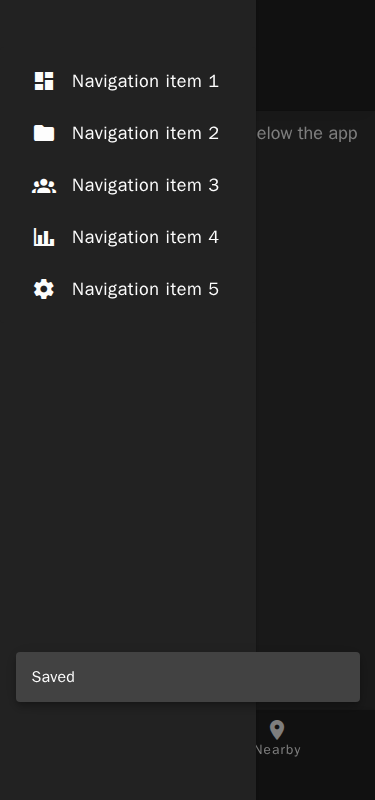 Navigation item 1
Navigation item 2
below the app
Navigation item 3
Navigation item 4
Navigation item 5
Saved
Nearby